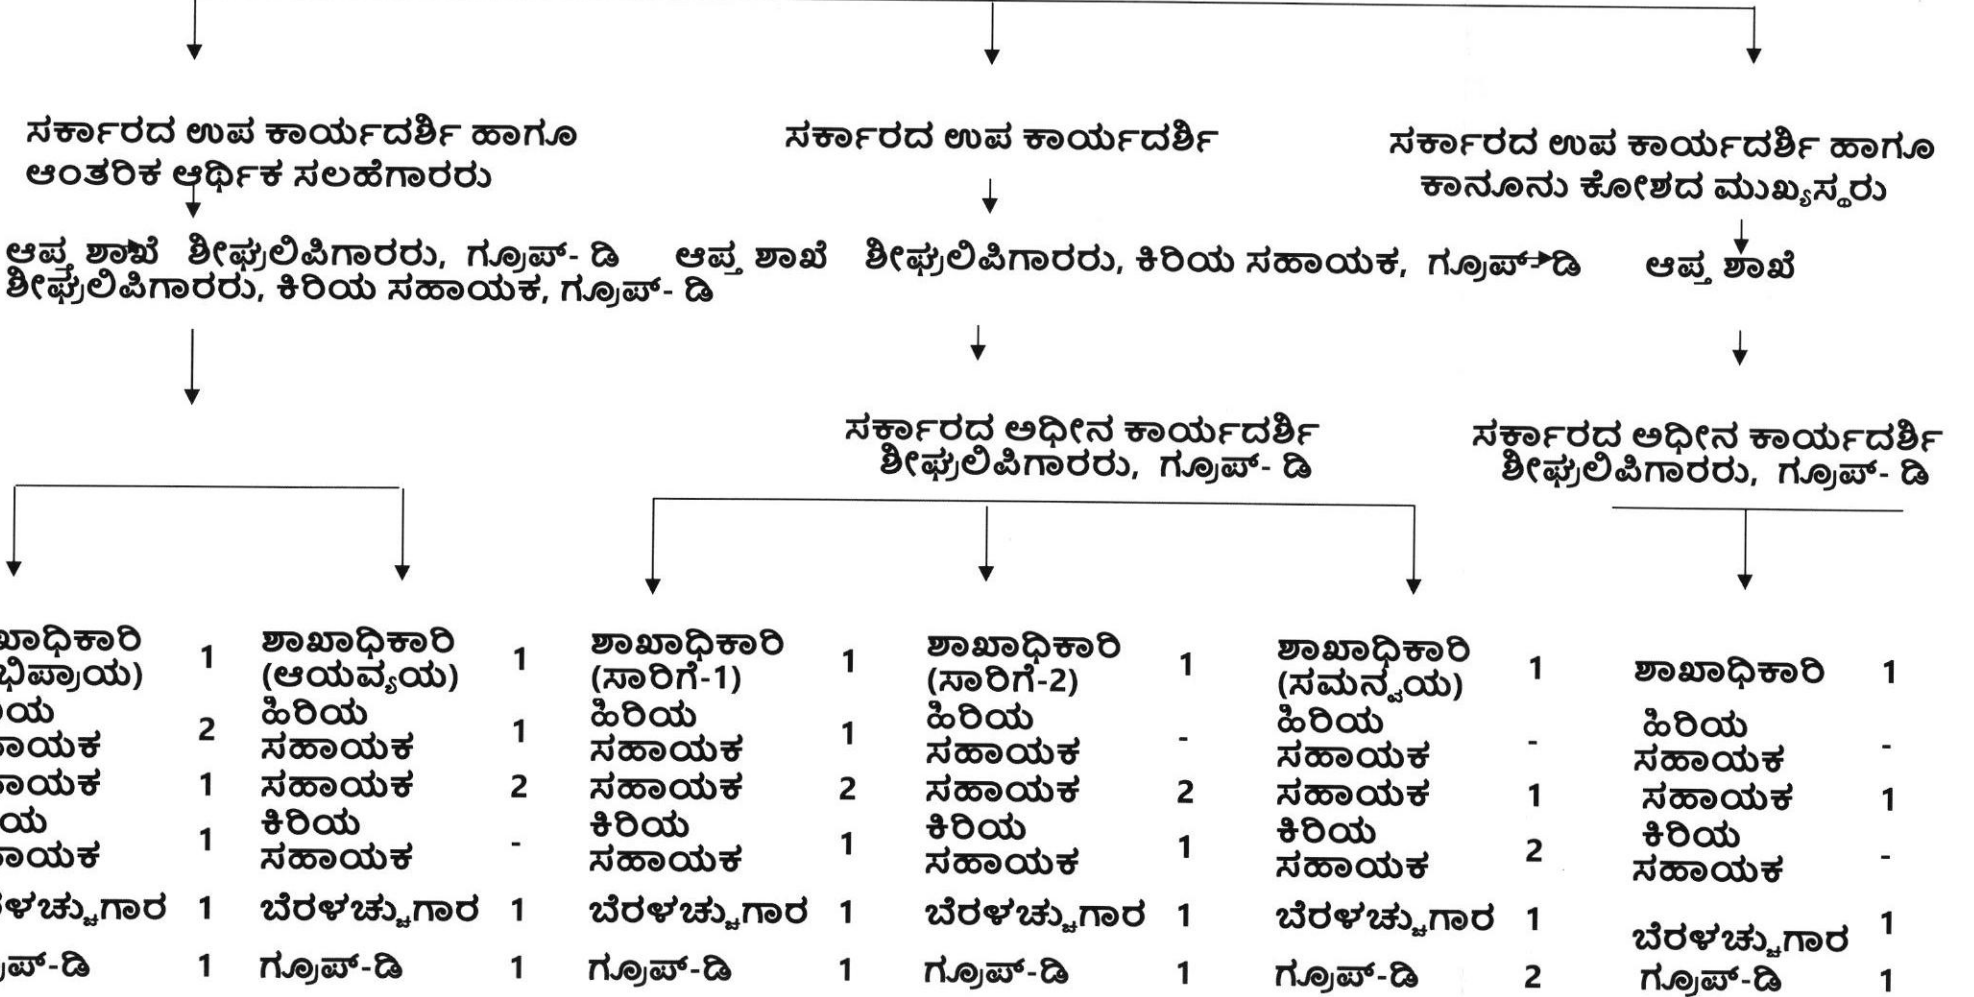 ಸರ್ಕಾರದ ಉಪ ಕಾರ್ಯದರ್ಶಿ ಹಾಗೂ
ಆಂತರಿಕ ಆರ್ಥಿಕ ಸಲಹೆಗಾರರು
ಸರ್ಕಾರದ ಉಪ ಕಾರ್ಯದರ್ಶಿ
ಸರ್ಕಾರದ ಉಪ ಕಾರ್ಯದರ್ಶಿ ಹಾಗೂ
ಕಾನೂನು ಕೋಶದ ಮುಖ್ಯಸ್ಥರು
ಆಪ್ತ ಶಾಖೆ ಶೀಘ್ರಲಿಪಿಗಾರರು, ಗ್ರೂಪ್- ಡಿ
ಶೀಘ್ರಲಿಪಿಗಾರರು, ಕಿರಿಯ ಸಹಾಯಕ, ಗ್ರೂಪ್- ಡಿ
ಆಪ್ತ ಶಾಖೆ ಶೀಘ್ರಲಿಪಿಗಾರರು, ಕಿರಿಯ ಸಹಾಯಕ, ಗ್ರೂಪ್- ಡಿ
ಆಪ್ತ ಶಾಖೆ
ಸರ್ಕಾರದ ಅಧೀನ ಕಾರ್ಯದರ್ಶಿ
ಶೀಘ್ರಲಿಪಿಗಾರರು, ಗ್ರೂಪ್- ಡಿ
ಸರ್ಕಾರದ ಅಧೀನ ಕಾರ್ಯದರ್ಶಿ
ಶೀಘ್ರಲಿಪಿಗಾರರು, ಗ್ರೂಪ್- ಡಿ
ಖಾಧಿಕಾರಿ 1
ಭಿಪ್ರಾಯ)
ರಿಯ 2
ಹಾಯಕ
ಹಾಯಕ 1
ಯ 1
ಹಾಯಕ
ರಳಚ್ಚುಗಾರ 1
ೂಪ್-ಡಿ 1
ಶಾಖಾಧಿಕಾರಿ 1
(ಆಯವ್ಯಯ)
ಹಿರಿಯ 1
ಸಹಾಯಕ
ಸಹಾಯಕ 2
ಕಿರಿಯ -
ಸಹಾಯಕ
ಬೆರಳಚ್ಚುಗಾರ 1
ಗ್ರೂಪ್-ಡಿ 1
ಶಾಖಾಧಿಕಾರಿ 1
(ಸಾರಿಗೆ-1)
ಹಿರಿಯ 1
ಸಹಾಯಕ
ಸಹಾಯಕ 2
ಕಿರಿಯ 1
ಸಹಾಯಕ
ಬೆರಳಚ್ಚುಗಾರ 1
ಗ್ರೂಪ್-ಡಿ 1
ಶಾಖಾಧಿಕಾರಿ 1
(ಸಾರಿಗೆ-2)
ಹಿರಿಯ -
ಸಹಾಯಕ
ಸಹಾಯಕ 2
ಕಿರಿಯ 1
ಸಹಾಯಕ
ಬೆರಳಚ್ಚುಗಾರ 1
ಗ್ರೂಪ್-ಡಿ 1
ಶಾಖಾಧಿಕಾರಿ 1
(ಸಮನ್ವಯ)
ಹಿರಿಯ -
ಸಹಾಯಕ
ಸಹಾಯಕ 1
ಕಿರಿಯ 2
ಸಹಾಯಕ
ಬೆರಳಚ್ಚುಗಾರ 1
ಗ್ರೂಪ್-ಡಿ 2
ಶಾಖಾಧಿಕಾರಿ 1
ಹಿರಿಯ -
ಸಹಾಯಕ
ಸಹಾಯಕ 1
ಕಿರಿಯ -
ಸಹಾಯಕ
ಬೆರಳಚ್ಚುಗಾರ 1
ಗ್ರೂಪ್-ಡಿ 1